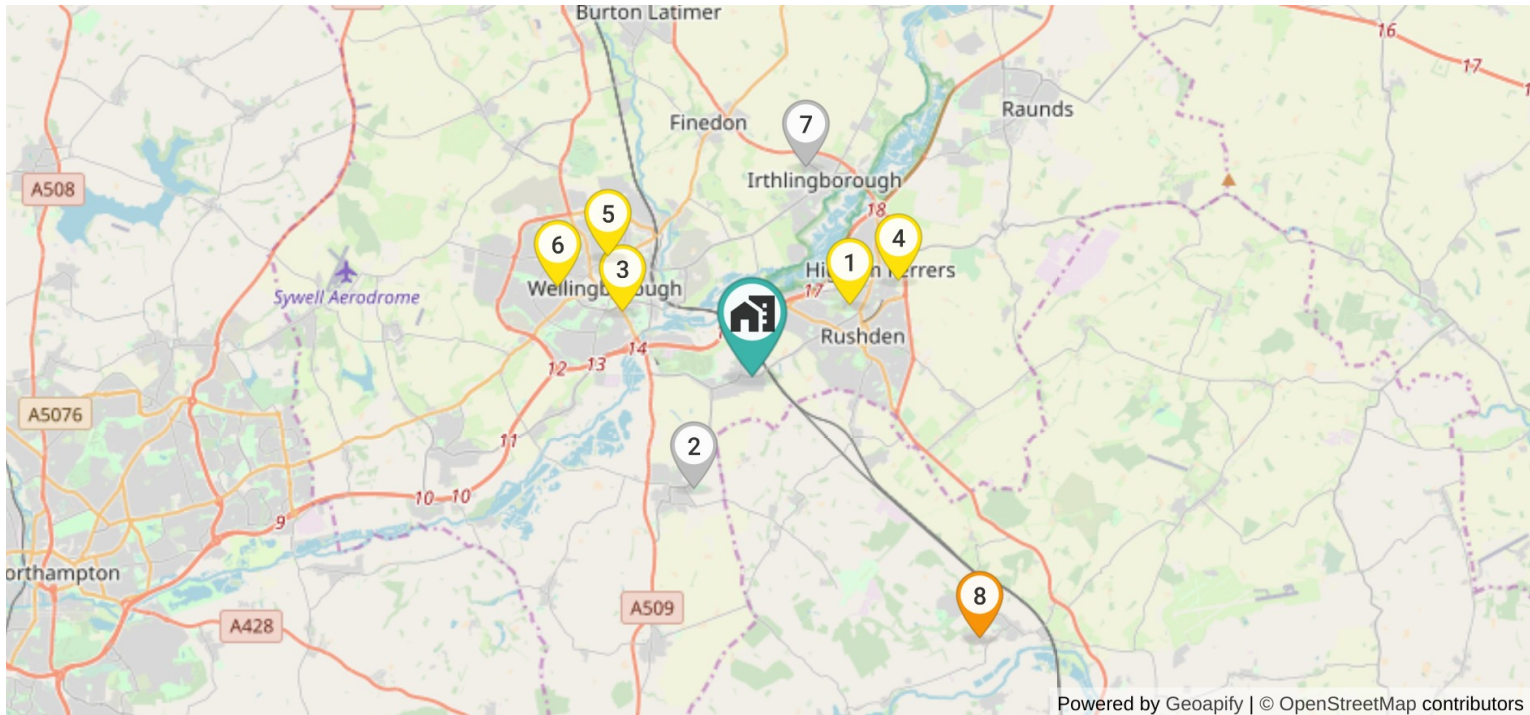 Burton Latimer
16
17
Raunds
Finedon
7
A508
Irthlingborough
5
18
4
6
1
3
Sywell Aerodrome
Wellingborough
17
Higham Ferrers
Rushden
14
12
13
A5076
2
11
10
10
9
orthampton
8
A509
A428
Powered by Geoapify | © OpenStreetMap contributors